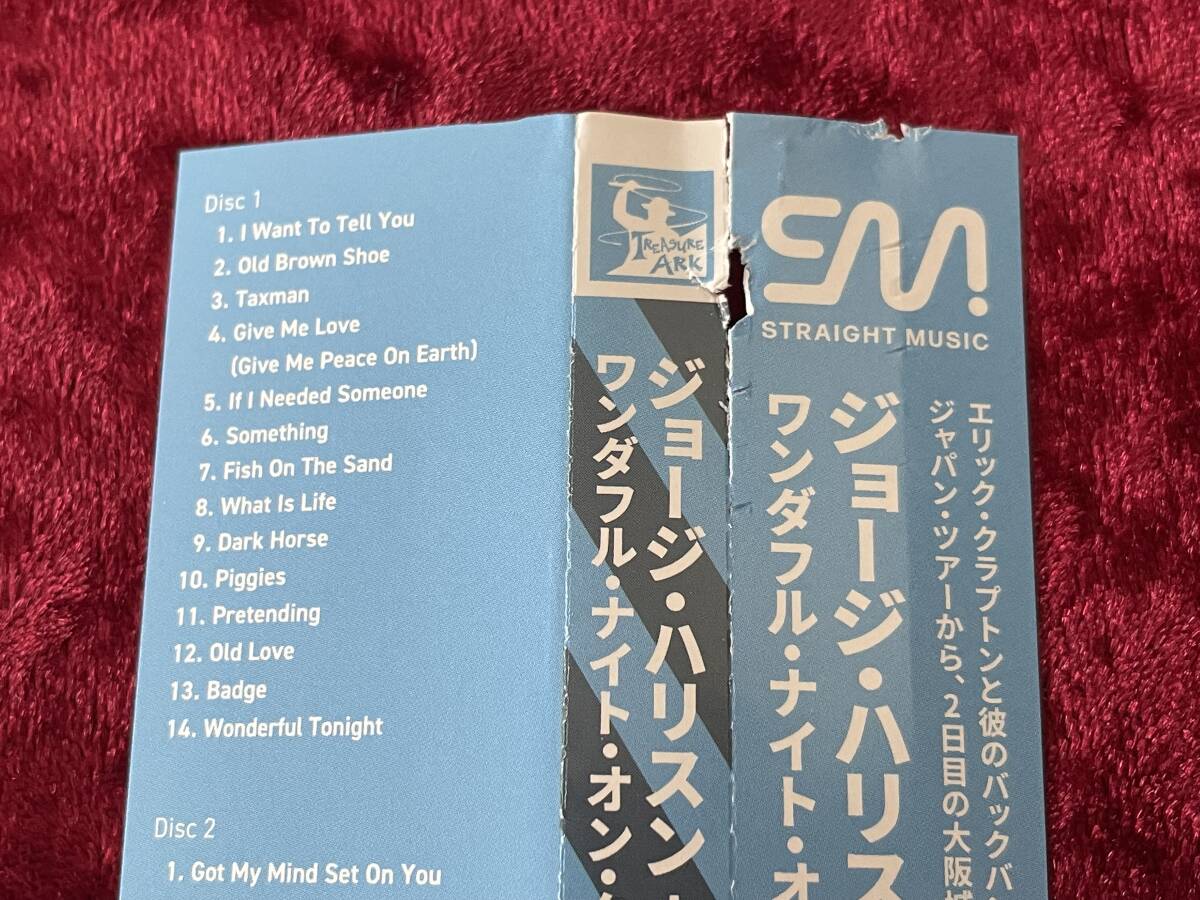 Disc 1
1. I Want To Tell You
2. Old Brown Shoe
3. Taxman
4. Give Me Love
(Give Me Peace On Earth)
5. If I Needed Someone
6. Something
7. Fish On The Sand
8. What Is Life
9. Dark Horse
10. Piggies
11. Pretending
12. Old Love
13. Badge
14. Wonderful Tonight
Disc 2
1. Got My Mind Set On You
TREASURE
ARK
ジョージ・ハリスン
ワンダフル・ナイト・オン・
SM
STRAIGHT MUSIC
エリック・クラプトンと彼のバックバ
ジャパン・ツアーから、2日目の大阪城
ジョージ・ハリス
ワンダフル・ナイト・オ